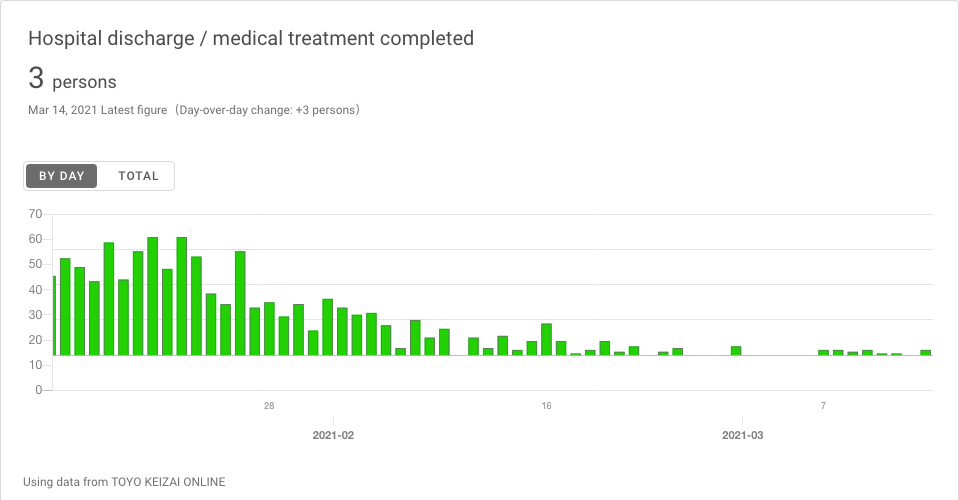 Hospital discharge / medical treatment completed
3 persons
Mar 14, 2021 Latest figure（Day-over-day change: +3 persons）
BY DAY TOTAL
70
60
50
40
30
20
10
0
28 16 7
2021-02 2021-03
Using data from TOYO KEIZAI ONLINE